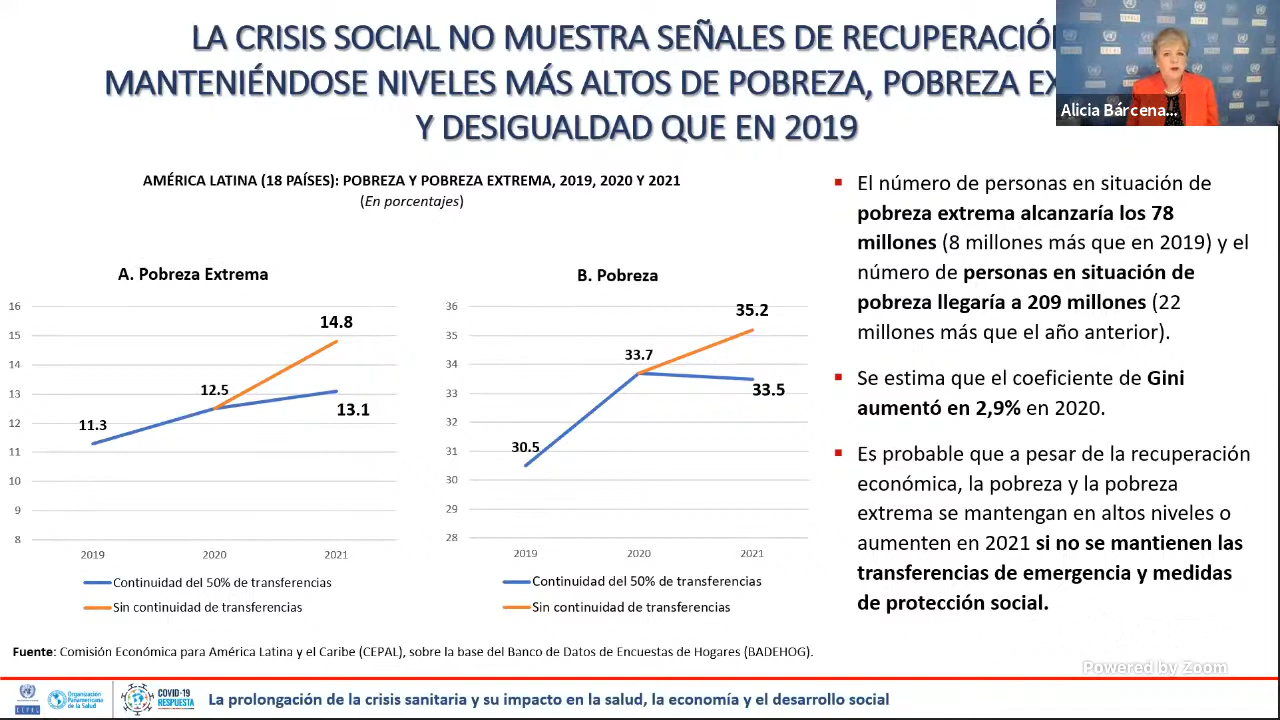 LA CRISIS SOCIAL NO MUESTRA SEÑALES DE RECUPERACIÓN
MANTENIÉNDOSE NIVELES MÁS ALTOS DE POBREZA, POBREZA EX
Y DESIGUALDAD QUE EN 2019
Alicia Bárcena...
AMÉRICA LATINA (18 PAÍSES): POBREZA Y POBREZA EXTREMA, 2019, 2020 Y 2021
(En porcentajes)
A. Pobreza Extrema
16
15
14
13
12
11
10
9
8
11.3
12.5
14.8
13.1
2019 2020 2021
Continuidad del 50% de transferencias
Sin continuidad de transferencias
B. Pobreza
36
35
34
33
32
31
30
29
28
30.5
33.7
35.2
33.5
2019 2020 2021
Continuidad del 50% de transferencias
Sin continuidad de transferencias
El número de personas en situación de
pobreza extrema alcanzaría los 78
millones (8 millones más que en 2019) y el
número de personas en situación de
pobreza llegaría a 209 millones (22
millones más que el año anterior).
Se estima que el coeficiente de Gini
aumentó en 2,9% en 2020.
Es probable que a pesar de la recuperación
económica, la pobreza y la pobreza
extrema se mantengan en altos niveles o
aumenten en 2021 si no se mantienen las
transferencias de emergencia y medidas
de protección social.
Fuente: Comisión Económica para América Latina y el Caribe (CEPAL), sobre la base del Banco de Datos de Encuestas de Hogares (BADEHOG).
Powered by Zoom
CEPAL
Organización
Panamericana
de la Salud
COVID-19
RESPUESTA
La prolongación de la crisis sanitaria y su impacto en la salud, la economía y el desarrollo social